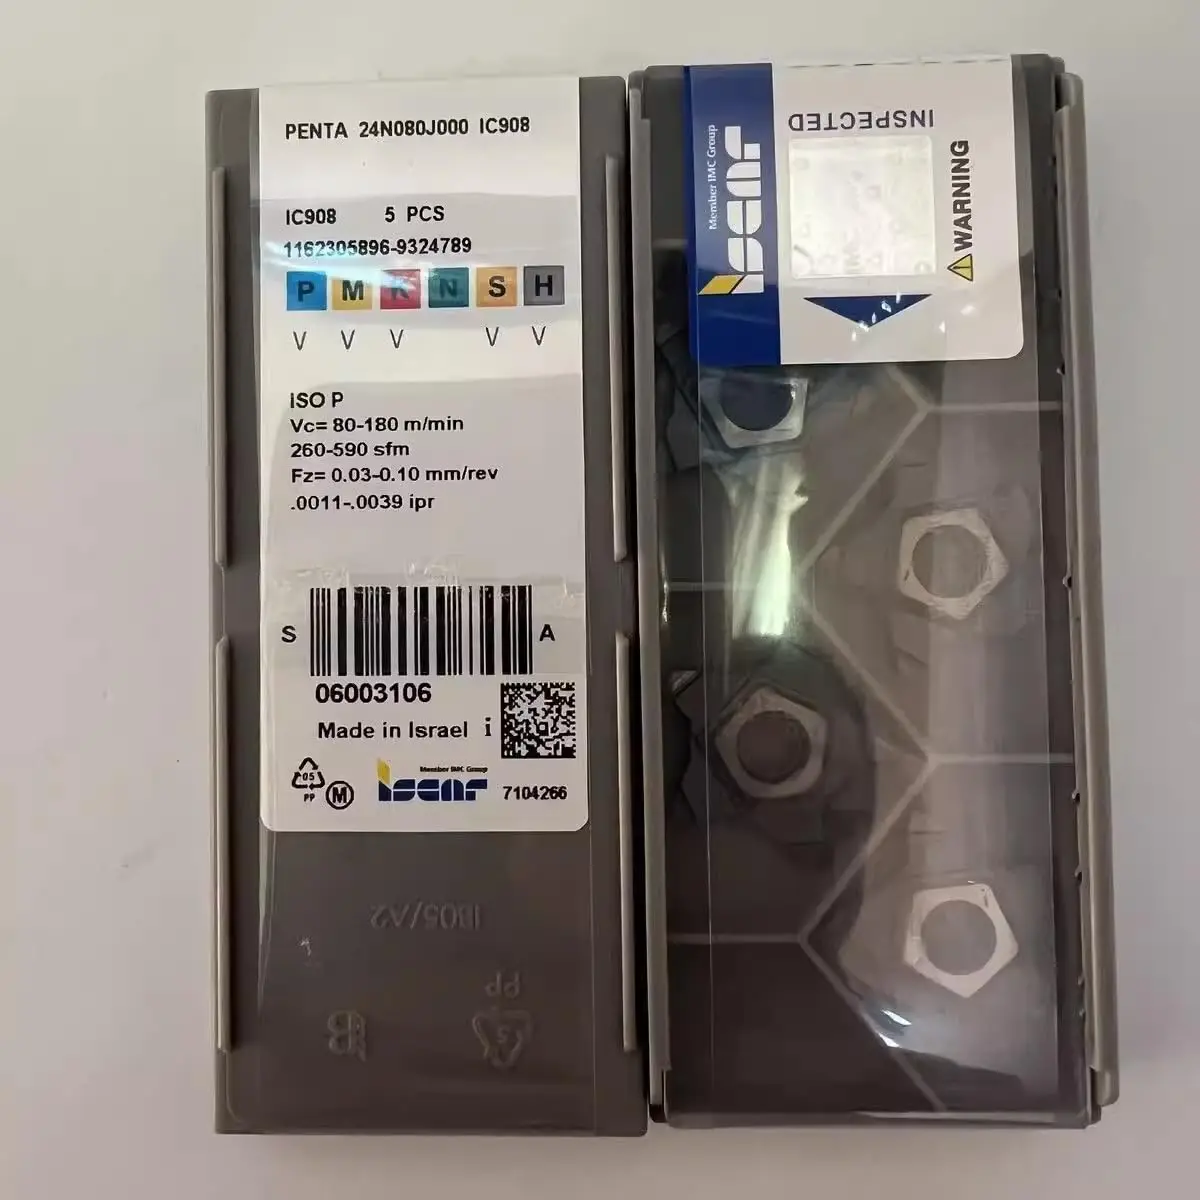 PENTA 24N080J000 IC908
IC908 5 PCS
1162305896-9324789
P M K N S H
V V V V V
ISO P
Vc= 80-180 m/min
260-590 sfm
Fz= 0.03-0.10 mm/rev
.0011-.0039 ipr
S A
06003106
Made in Israel i
05
PP
M
Member IMC Group
iscar
7104266
IB05/A2
PP
5
Member IMC Group
iscar
INSPECTED
WARNING